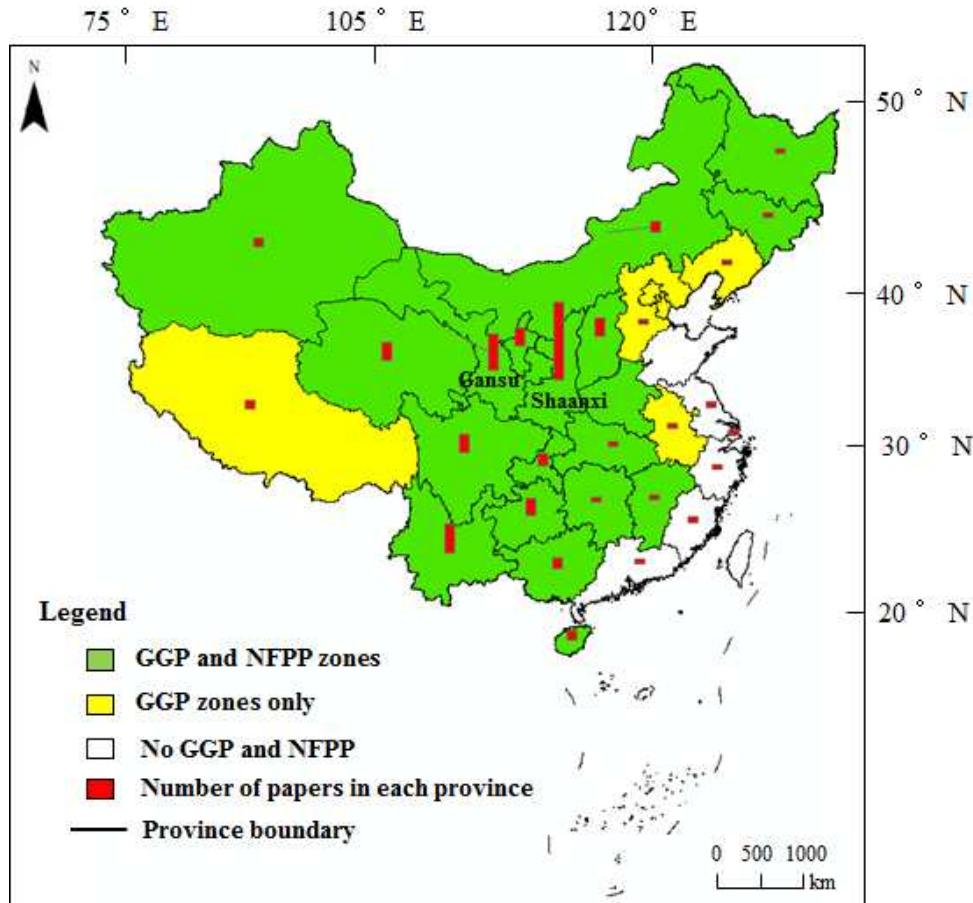 75° E 105° E 120° E
N
50° N
40° N
Gansu
Shaanxi
30° N
20° N
Legend
GGP and NFPP zones
GGP zones only
No GGP and NFPP
Number of papers in each province
Province boundary
0 500 1000
km